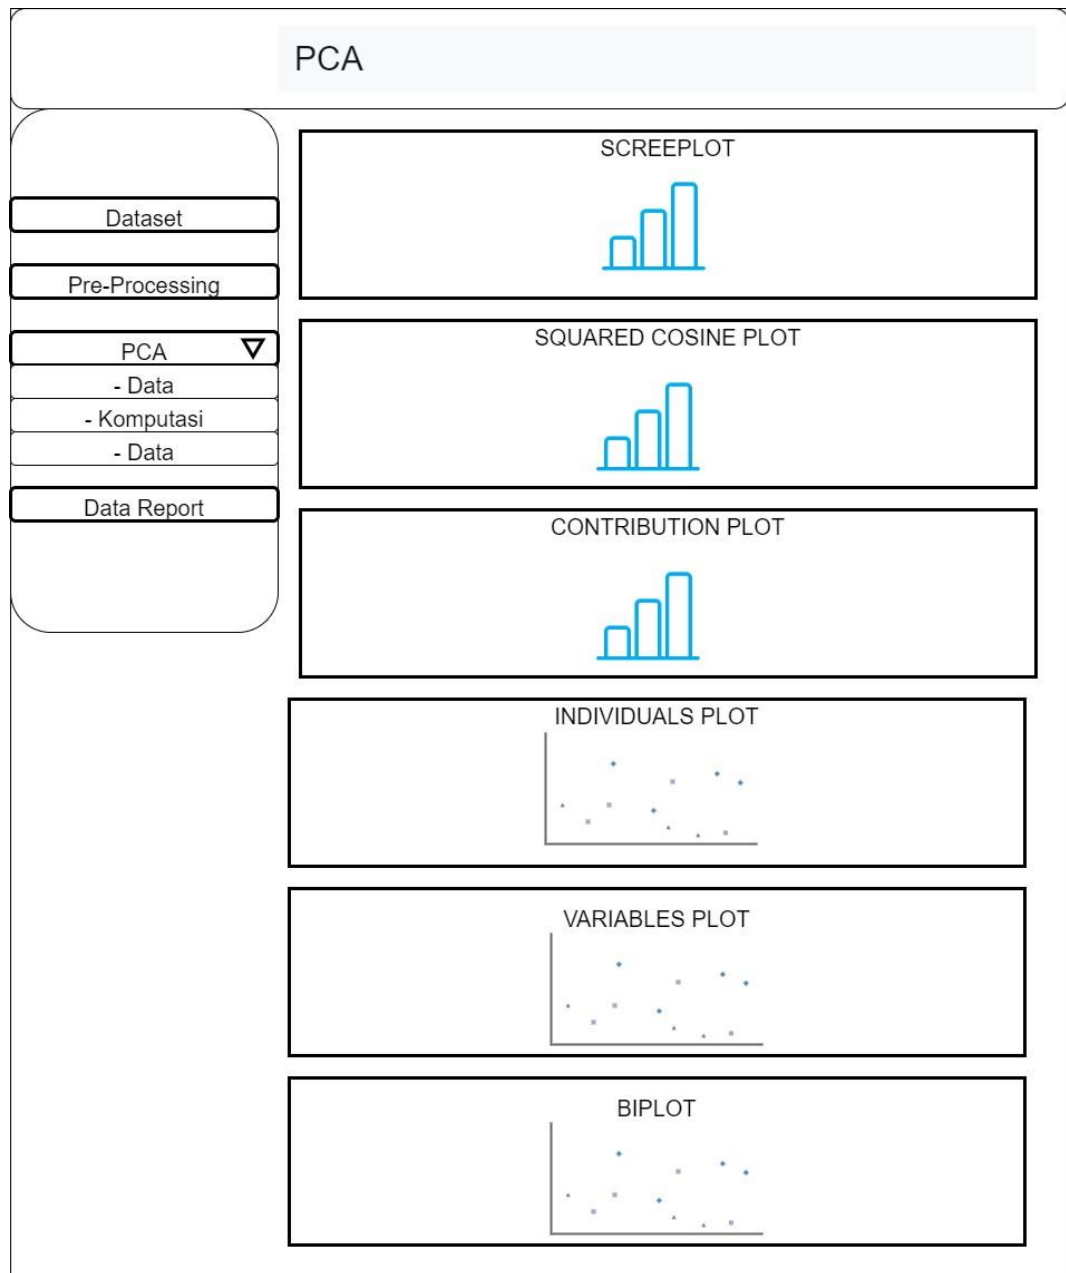 PCA
Dataset
Pre-Processing
PCA
- Data
- Komputasi
- Data
Data Report
SCREEPLOT
SQUARED COSINE PLOT
CONTRIBUTION PLOT
INDIVIDUALS PLOT
VARIABLES PLOT
BIPLOT